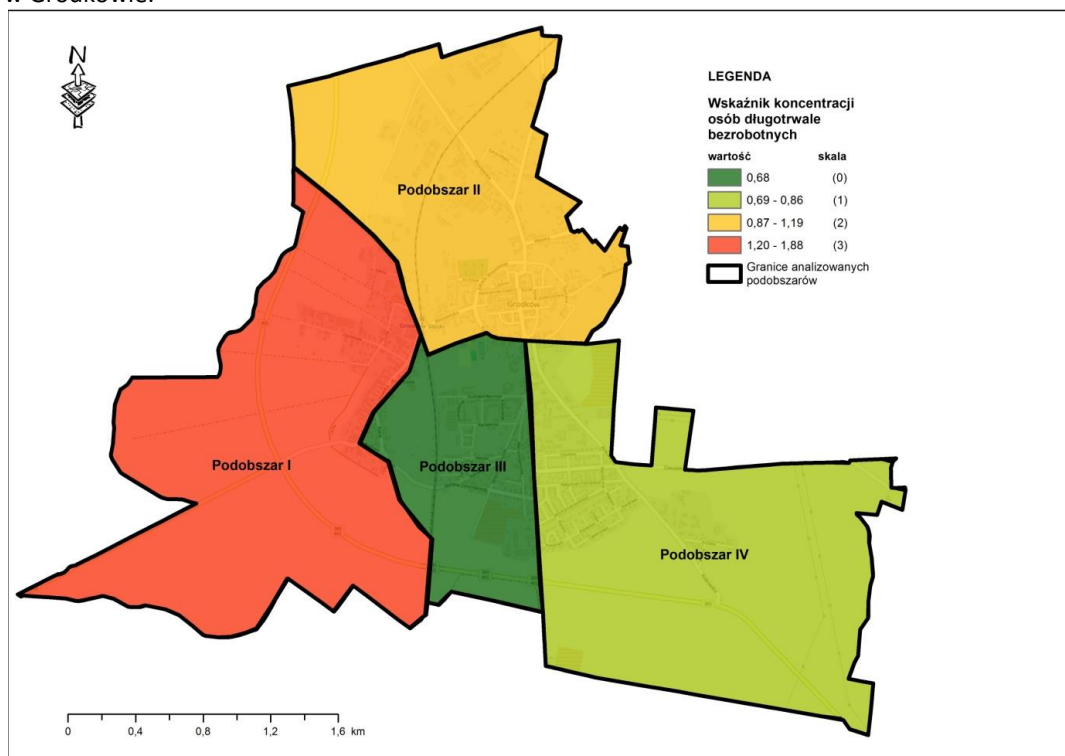 w Grodkowie.
N
LEGENDA
Wskaźnik koncentracji
osób długotrwale
bezrobotnych
wartość skala
0,68 (0)
0,69 - 0,86 (1)
0,87 - 1,19 (2)
1,20 - 1,88 (3)
Granice analizowanych
podobszarów
Podobszar II
Grodków
Podobszar I
Podobszar III
Podobszar IV
0 0,4 0,8 1,2 1,6 km